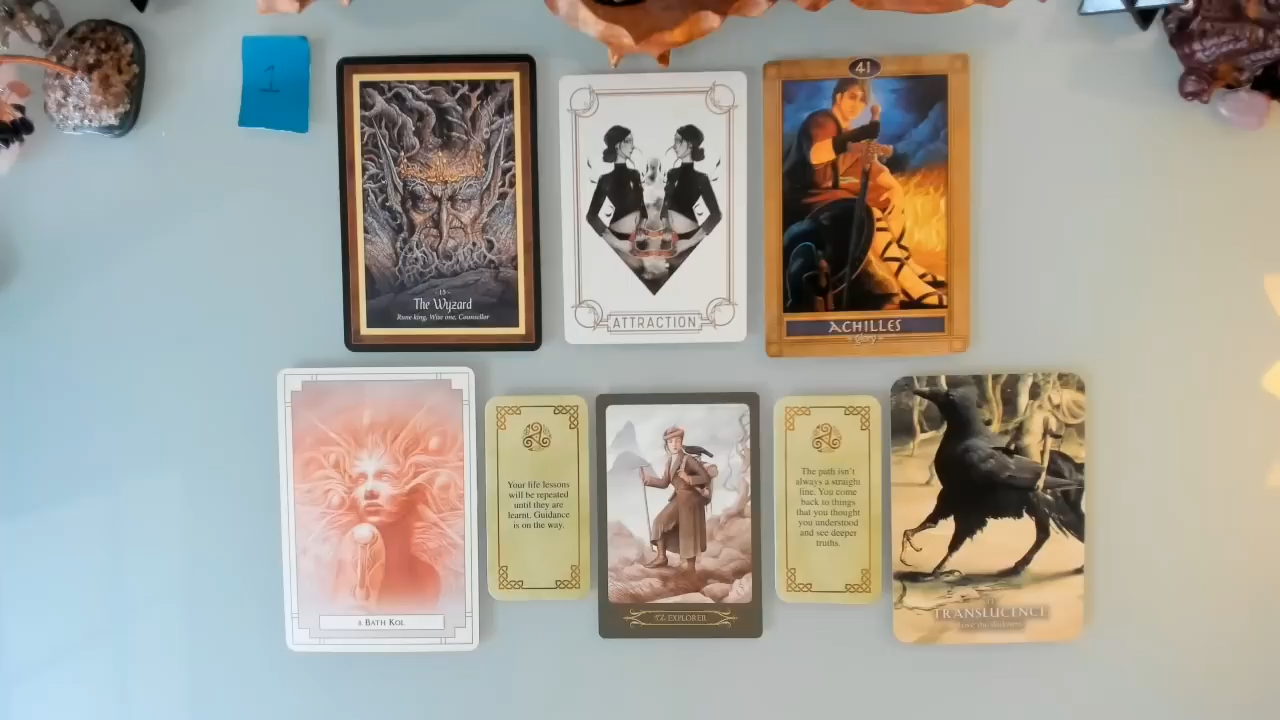 1
15
The Wyzard
Rune king, Wise one, Counsellor
ATTRACTION
41
ACHILLES
glory
8 BATH KOL
Your life lessons
will be repeated
until they are
learnt. Guidance
is on the way.
The EXPLORER
The path isn't
always a straight
line. You come
back to things
that you thought
you understood
and see deeper
truths.
TRANSLUCENCE